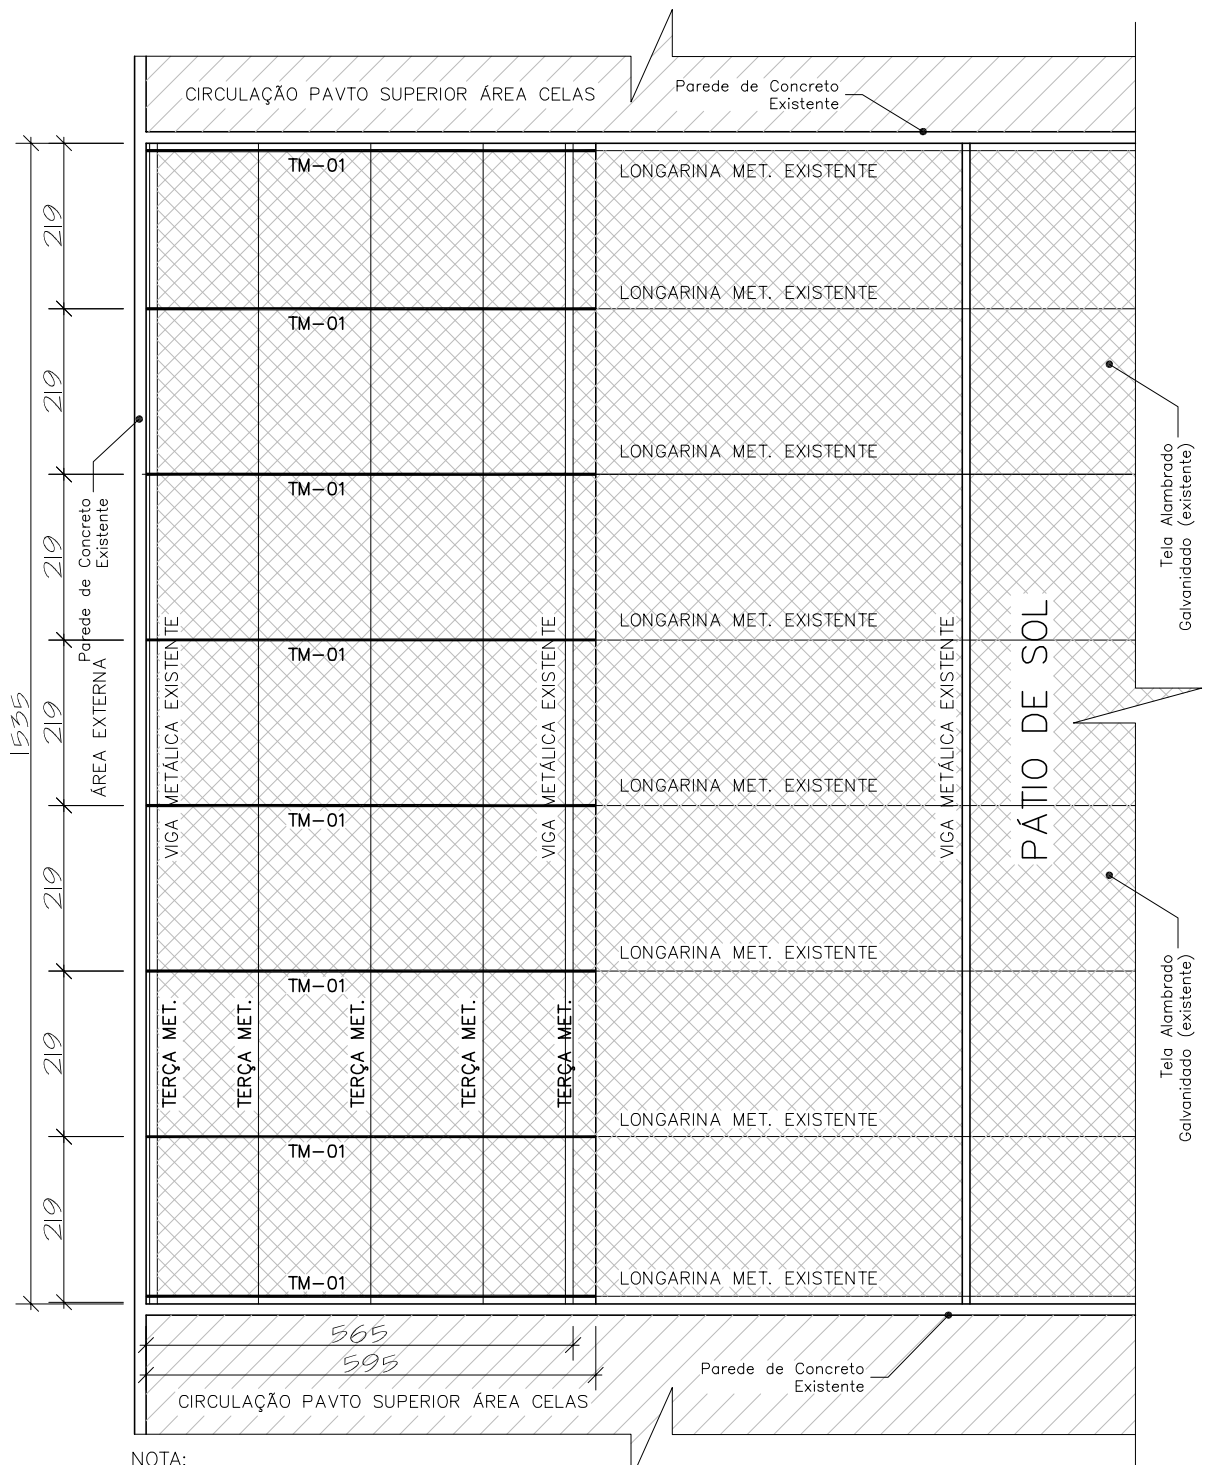 CIRCULAÇÃO PAVTO SUPERIOR ÁREA CELAS
Parede de Concreto
Existente
TM-01
LONGARINA MET. EXISTENTE
219
LONGARINA MET. EXISTENTE
TM-01
219
LONGARINA MET. EXISTENTE
TM-01
Parede de Concreto
Existente
Tela Alambrado
Galvanidado (existente)
219
LONGARINA MET. EXISTENTE
TM-01
ÁREA EXTERNA
VIGA METÁLICA EXISTENTE
VIGA METÁLICA EXISTENTE
VIGA METÁLICA EXISTENTE
PÁTIO DE SOL
1535
219
LONGARINA MET. EXISTENTE
TM-01
219
LONGARINA MET. EXISTENTE
TM-01
Tela Alambrado
Galvanidado (existente)
TERÇA MET.
TERÇA MET.
TERÇA MET.
TERÇA MET.
TERÇA MET.
219
LONGARINA MET. EXISTENTE
TM-01
219
LONGARINA MET. EXISTENTE
TM-01
565
595
Parede de Concreto
Existente
CIRCULAÇÃO PAVTO SUPERIOR ÁREA CELAS
NOTA: